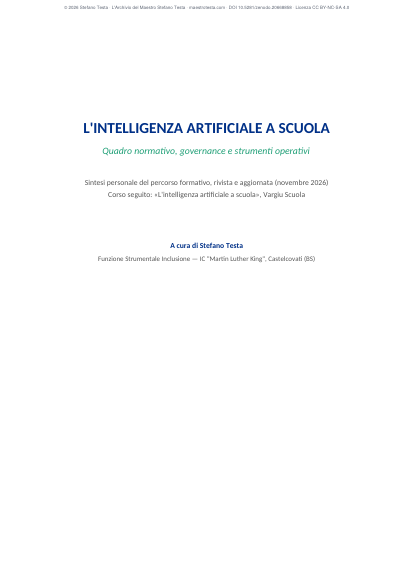 © 2026 Stefano Testa · L'Archivio del Maestro Stefano Testa · maestrotesta.com · DOI 10.5281/zenodo.20698658 · Licenza CC BY-NC-SA 4.0
L'INTELLIGENZA ARTIFICIALE A SCUOLA
Quadro normativo, governance e strumenti operativi
Sintesi personale del percorso formativo, rivista e aggiornata (novembre 2026)
Corso seguito: «L'intelligenza artificiale a scuola», Vargiu Scuola
A cura di Stefano Testa
Funzione Strumentale Inclusione — IC "Martin Luther King", Castelcovati (BS)